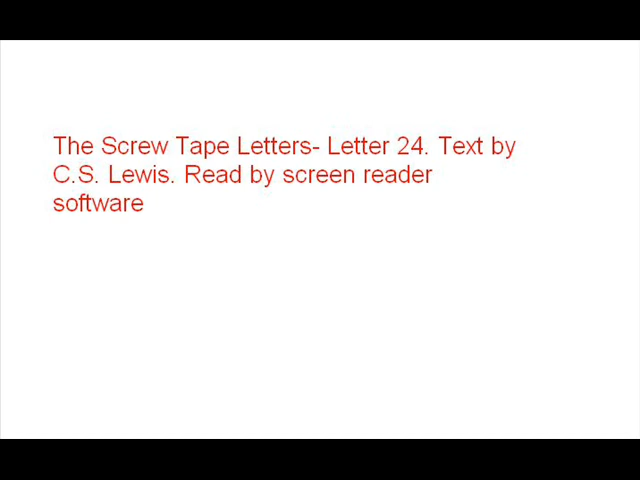 The Screw Tape Letters- Letter 24. Text by
C.S. Lewis. Read by screen reader
software